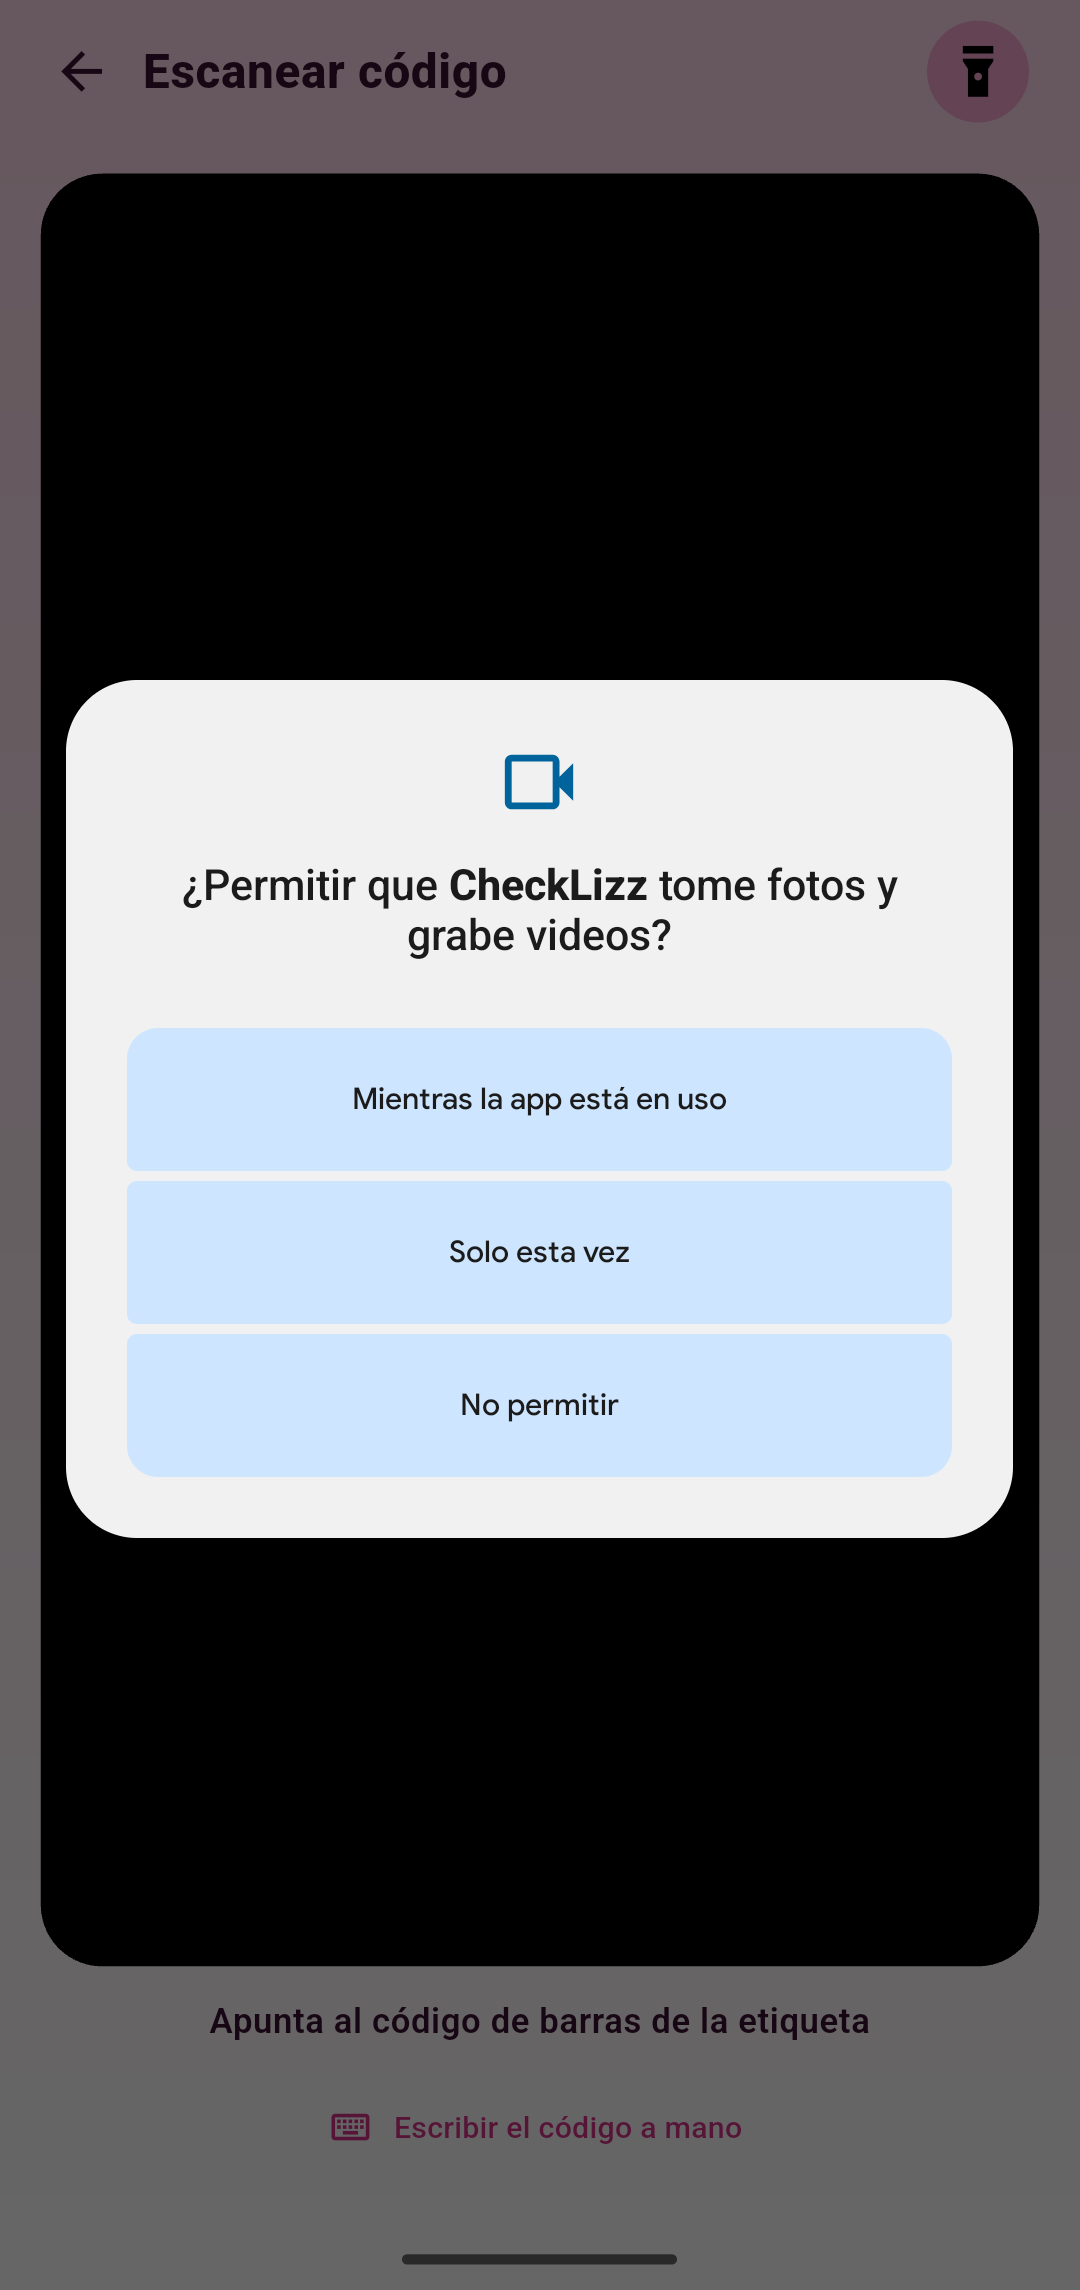 Escanear código
¿Permitir que CheckLizz tome fotos y
grabe videos?
Mientras la app está en uso
Solo esta vez
No permitir
Apunta al código de barras de la etiqueta
Escribir el código a mano